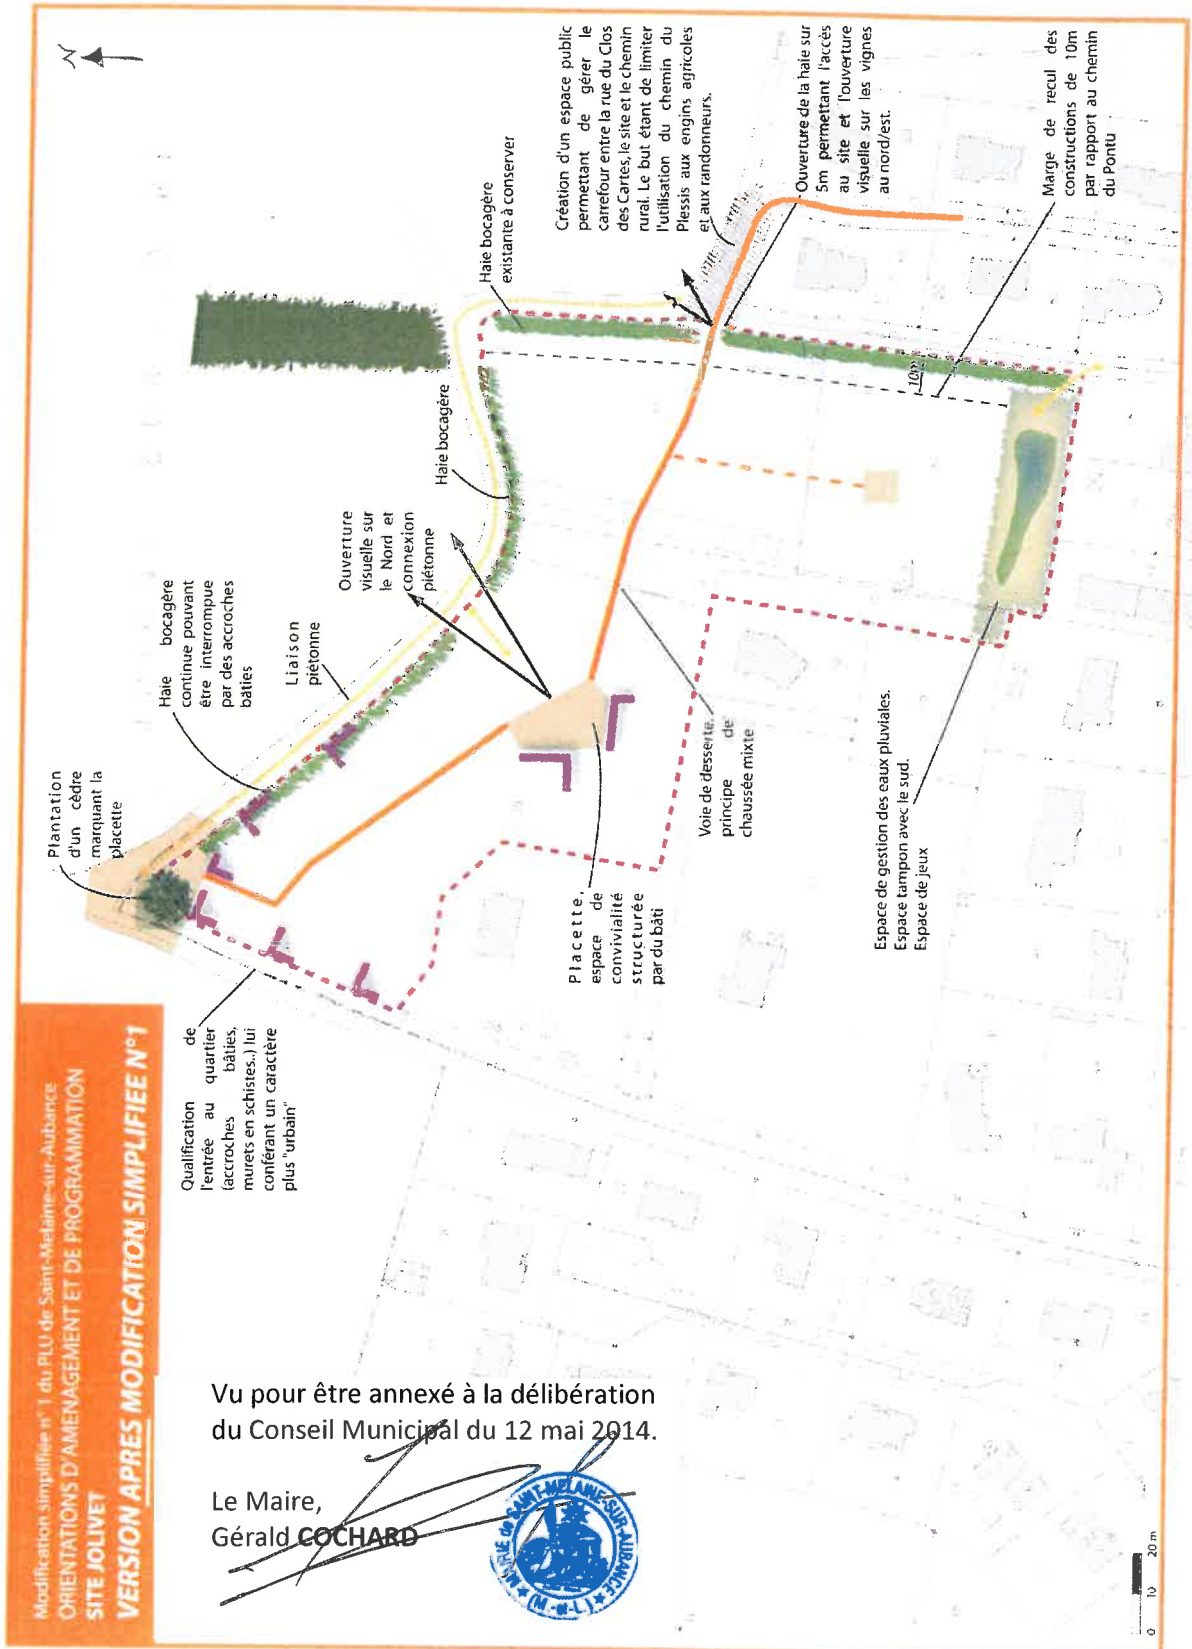 Modification simplifiée n° 1 du PLU de Saint-Melaine-sur-Aubance
ORIENTATIONS D'AMENAGEMENT ET DE PROGRAMMATION
SITE JOLIVET
VERSION APRES MODIFICATION SIMPLIFIEE N°1
N
Plantation
d'un cèdre
marquant la
placette
Haie bocagère
continue pouvant
être interrompue
par des accroches
bâties
Liaison
piétonne
Ouverture
visuelle sur
le Nord et
connexion
piétonne
Haie bocagère
Haie bocagère
existante à conserver
Création d'un espace public
permettant de gérer le
carrefour entre la rue du Clos
des Cartes, le site et le chemin
rural. Le but étant de limiter
l'utilisation du chemin du
Plessis aux engins agricoles
et aux randonneurs.
Ouverture de la haie sur
5m permettant l'accès
au site et l'ouverture
visuelle sur les vignes
au nord/est.
Marge de recul des
constructions de 10m
par rapport au chemin
du Pontu
10m
Qualification de
l'entrée au quartier
(accroches bâties,
murets en schistes..) lui
conférant un caractère
plus "urbain"
Placette,
espace de
convivialité
structurée
par du bâti
Voie de desserte,
principe de
chaussée mixte
Espace de gestion des eaux pluviales.
Espace tampon avec le sud.
Espace de jeux
Vu pour être annexé à la délibération
du Conseil Municipal du 12 mai 2014.
Le Maire,
Gérald COCHARD
MAIRIE de SAINT-MELAINE-SUR-AUBANCE
(M.-&-L.)
0 10 20 m